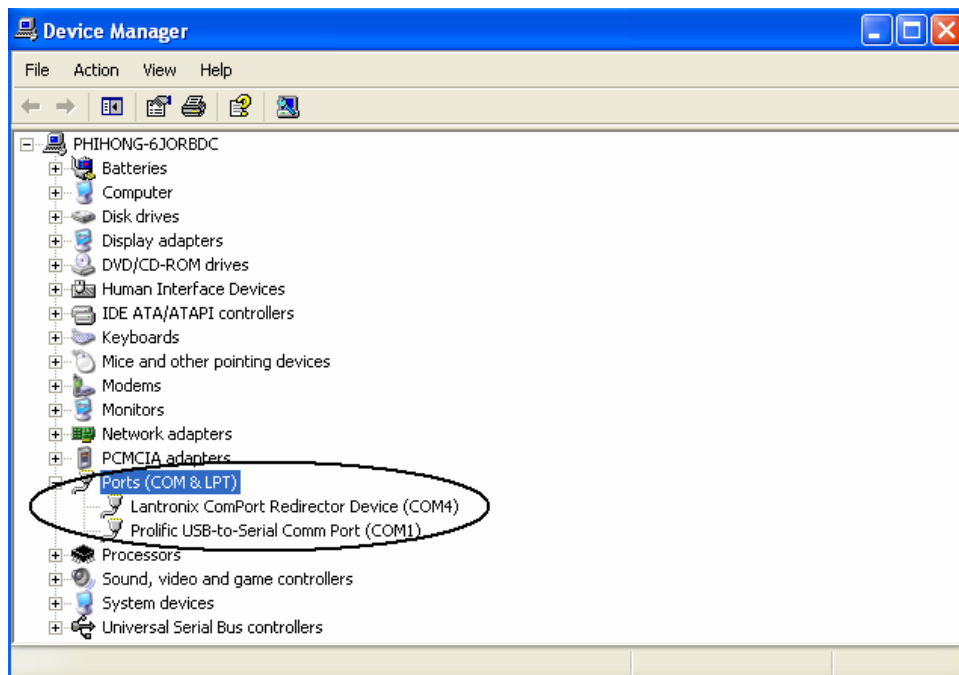 Device Manager
File Action View Help
PHIHONG-6JORBDC
Batteries
Computer
Disk drives
Display adapters
DVD/CD-ROM drives
Human Interface Devices
IDE ATA/ATAPI controllers
Keyboards
Mice and other pointing devices
Modems
Monitors
Network adapters
PCMCIA adapters
Ports (COM & LPT)
Lantronix ComPort Redirector Device (COM4)
Prolific USB-to-Serial Comm Port (COM1)
Processors
Sound, video and game controllers
System devices
Universal Serial Bus controllers